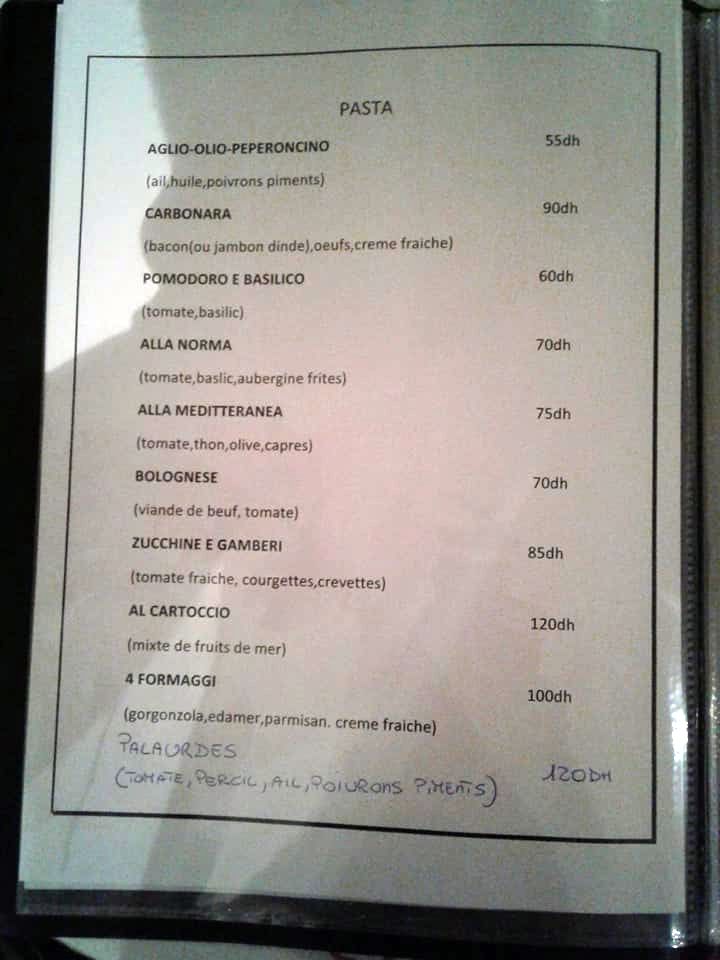 PASTA
AGLIO-OLIO-PEPERONCINO 55dh
(ail,huile,poivrons piments)
CARBONARA 90dh
(bacon(ou jambon dinde),oeufs,creme fraiche)
POMODORO E BASILICO 60dh
(tomate,basilic)
ALLA NORMA 70dh
(tomate,baslic,aubergine frites)
ALLA MEDITTERANEA 75dh
(tomate,thon,olive,capres)
BOLOGNESE 70dh
(viande de beuf, tomate)
ZUCCHINE E GAMBERI 85dh
(tomate fraiche, courgettes,crevettes)
AL CARTOCCIO 120dh
(mixte de fruits de mer)
4 FORMAGGI 100dh
(gorgonzola,edamer,parmisan. creme fraiche)
PALAURDES
(TOMATE, PERCIL, AIL, POIURONS PIMENTS) 120DH